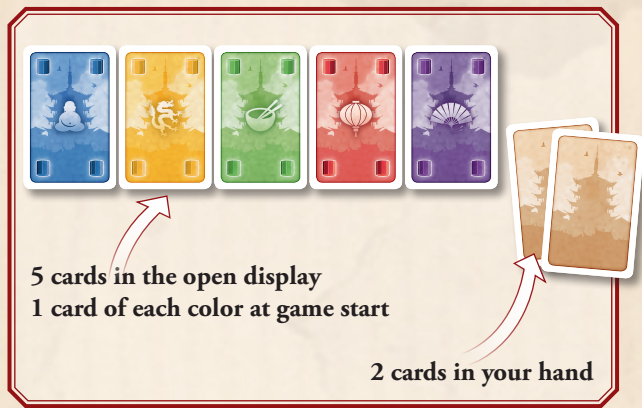 5 cards in the open display
1 card of each color at game start
2 cards in your hand